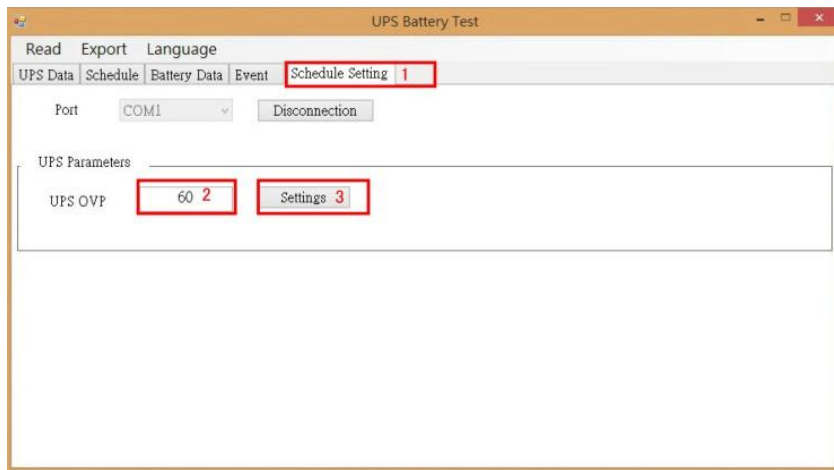 UPS Battery Test
Read Export Language
UPS Data Schedule Battery Data Event Schedule Setting 1
Port COM1 Disconnection
UPS Parameters
UPS OVP 60 2 Settings 3